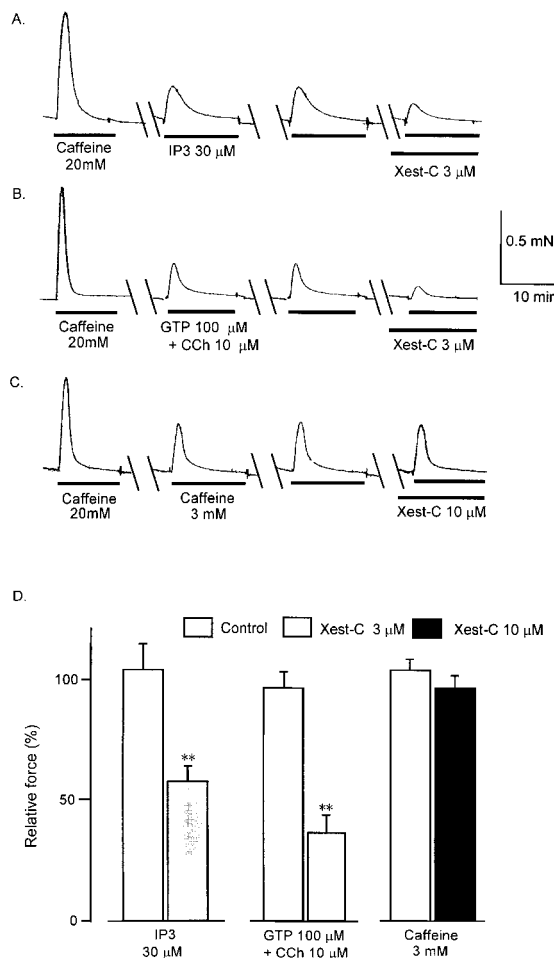 A.
Caffeine
20mM
IP3 30 µM
Xest-C 3 µM
B.
0.5 mN
10 min
Caffeine
20mM
GTP 100 µM
+ CCh 10 µM
Xest-C 3 µM
C.
Caffeine
20mM
Caffeine
3 mM
Xest-C 10 µM
D.
Control
Xest-C 3 µM
Xest-C 10 µM
Relative force (%)
100
50
0
**
**
IP3
30 µM
GTP 100 µM
+ CCh 10 µM
Caffeine
3 mM